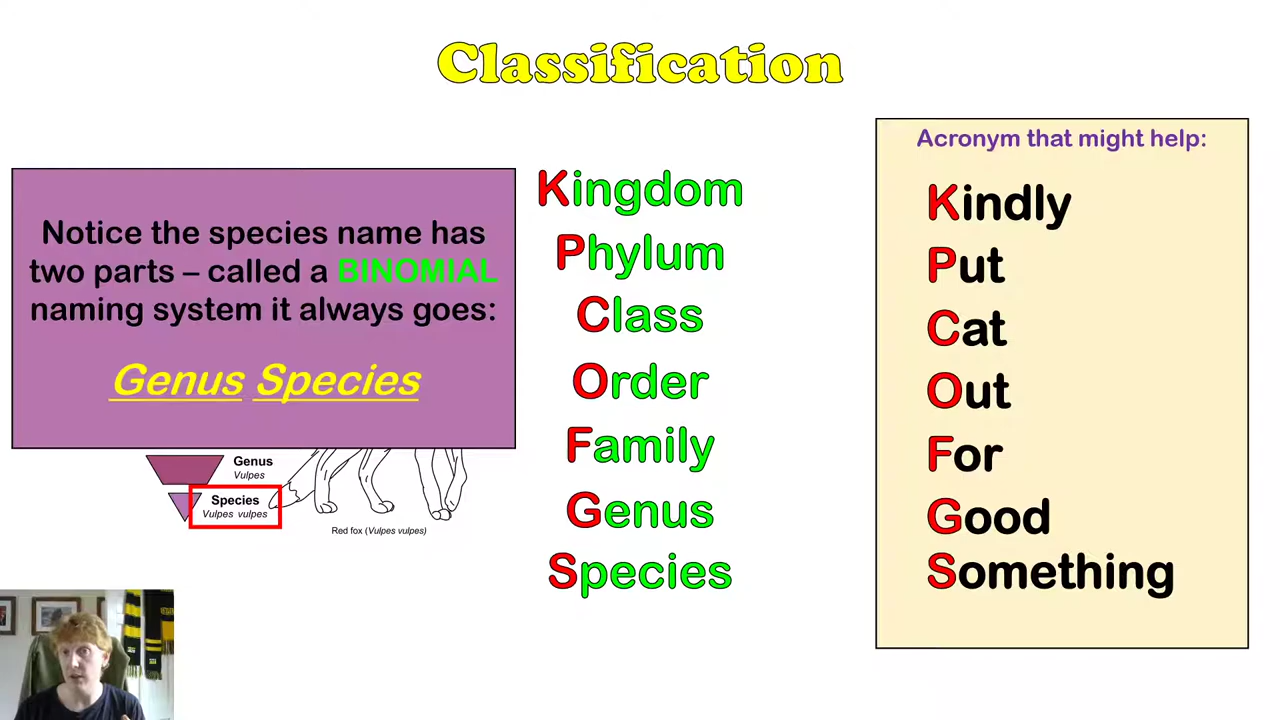 Classification
Notice the species name has
two parts – called a BINOMIAL
naming system it always goes:
Genus Species
Genus
Vulpes
Species
Vulpes vulpes
Red fox (Vulpes vulpes)
Kingdom
Phylum
Class
Order
Family
Genus
Species
Acronym that might help:
Kindly
Put
Cat
Out
For
Good
Something